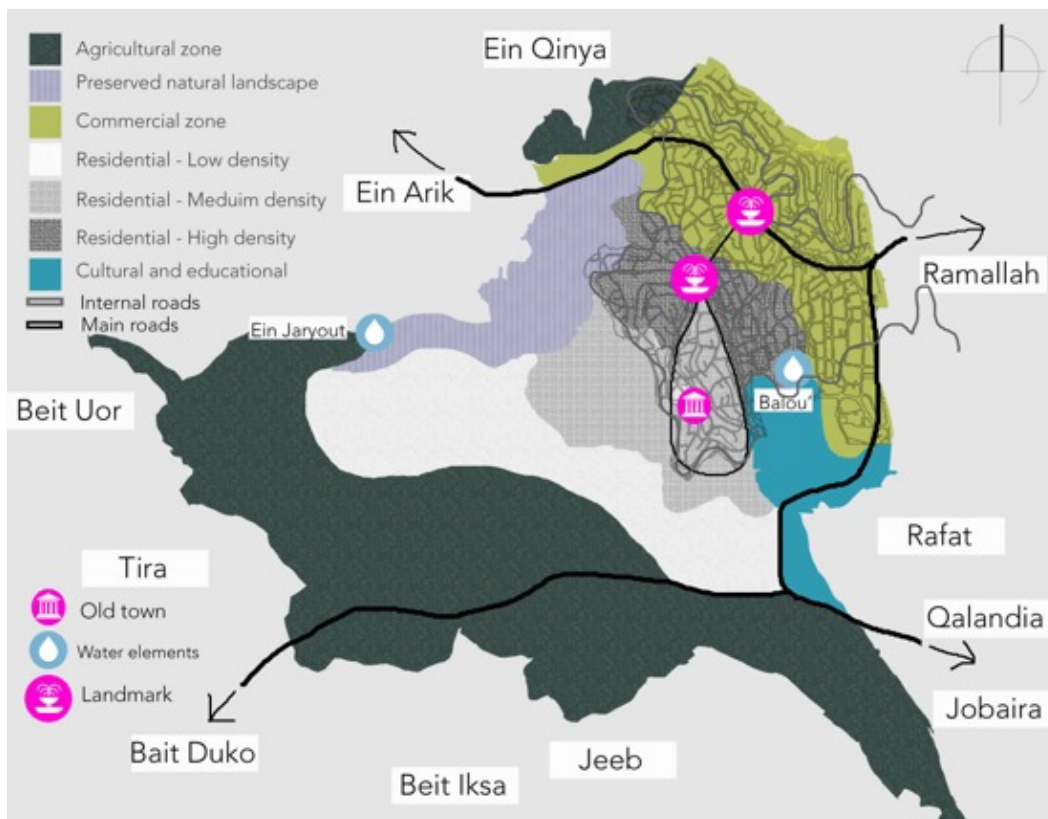 Agricultural zone
Preserved natural landscape
Commercial zone
Residential - Low density
Residential - Meduim density
Residential - High density
Cultural and educational
Internal roads
Main roads
Ein Qinya
Ein Arik
Ramallah
Ein Jaryout
Beit Uor
Balou’
Rafat
Tira
Old town
Water elements
Landmark
Qalandia
Jobaira
Bait Duko
Jeeb
Beit Iksa